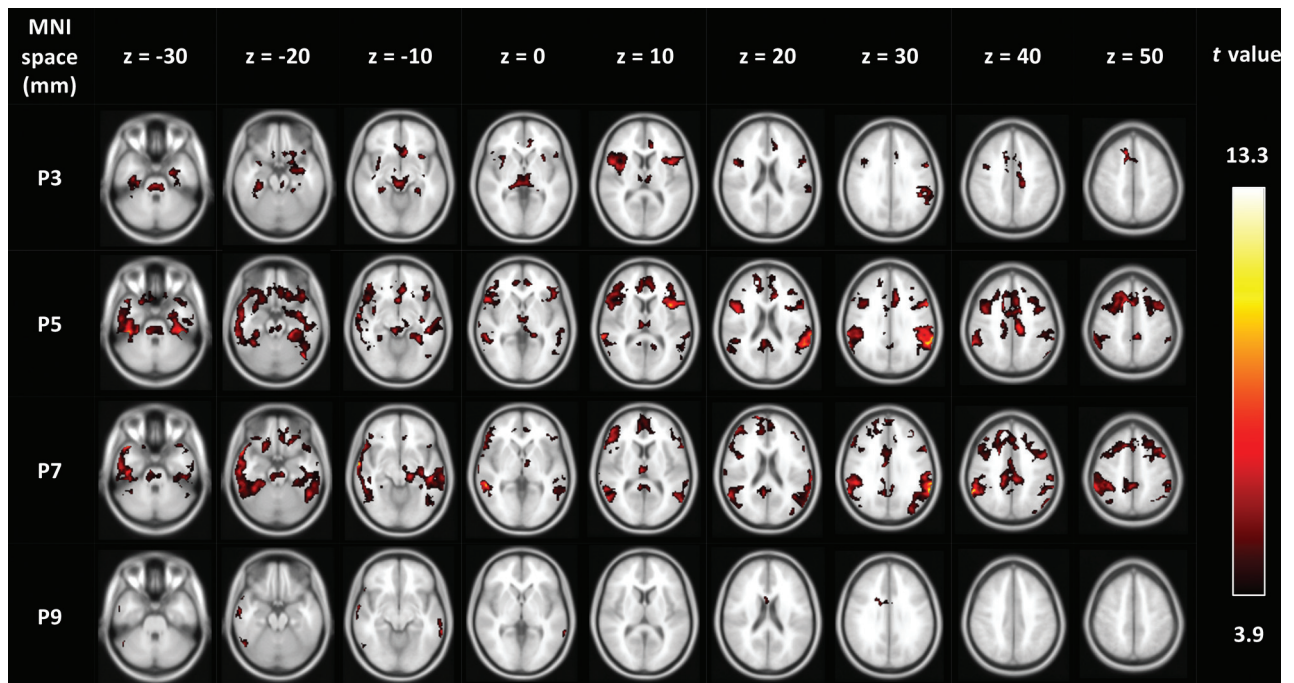 MNI space (mm) z = -30 z = -20 z = -10 z = 0 z = 10 z = 20 z = 30 z = 40 z = 50 t value
P3
13.3
P5
P7
P9
3.9